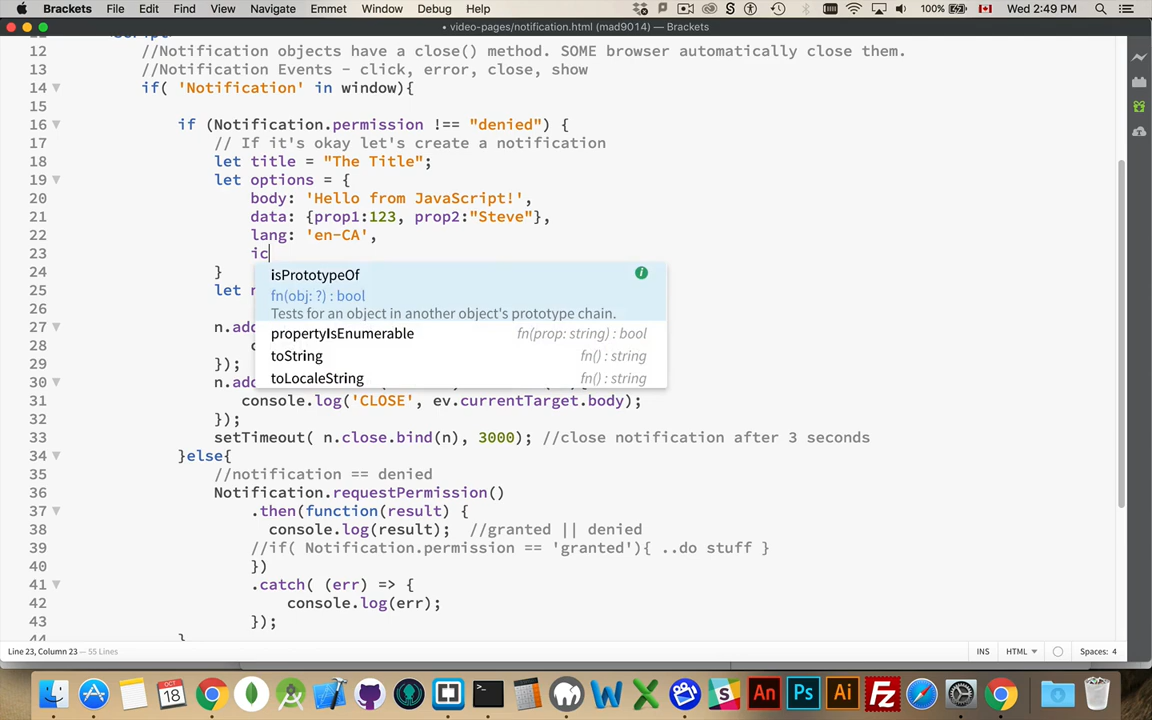 Brackets File Edit Find View Navigate Emmet Window Debug Help 100% Wed 2:49 PM
• video-pages/notification.html (mad9014) — Brackets
12 //Notification objects have a close() method. SOME browser automatically close them.
13 //Notification Events – click, error, close, show
14 if( 'Notification' in window){
15
16 if (Notification.permission !== "denied") {
17 // If it's okay let's create a notification
18 let title = "The Title";
19 let options = {
20 body: 'Hello from JavaScript!',
21 data: {prop1:123, prop2:"Steve"},
22 lang: 'en-CA',
23 ic
24 }
isPrototypeOf
25 let n
fn(obj: ?) : bool
Tests for an object in another object's prototype chain.
27 n.add
propertyIsEnumerable fn(prop: string) : bool
28 c
toString fn() : string
29 });
30 n.add
toLocaleString fn() : string
31 console.log('CLOSE', ev.currentTarget.body);
32 });
33 setTimeout( n.close.bind(n), 3000); //close notification after 3 seconds
34 }else{
35 //notification == denied
36 Notification.requestPermission()
37 .then(function(result) {
38 console.log(result); //granted || denied
39 //if( Notification.permission == 'granted'){ ..do stuff }
40 })
41 .catch( (err) => {
42 console.log(err);
43 });
44 }
Line 23, Column 23 — 55 Lines INS HTML Spaces: 4
OCT
18
An Ps Ai FZ